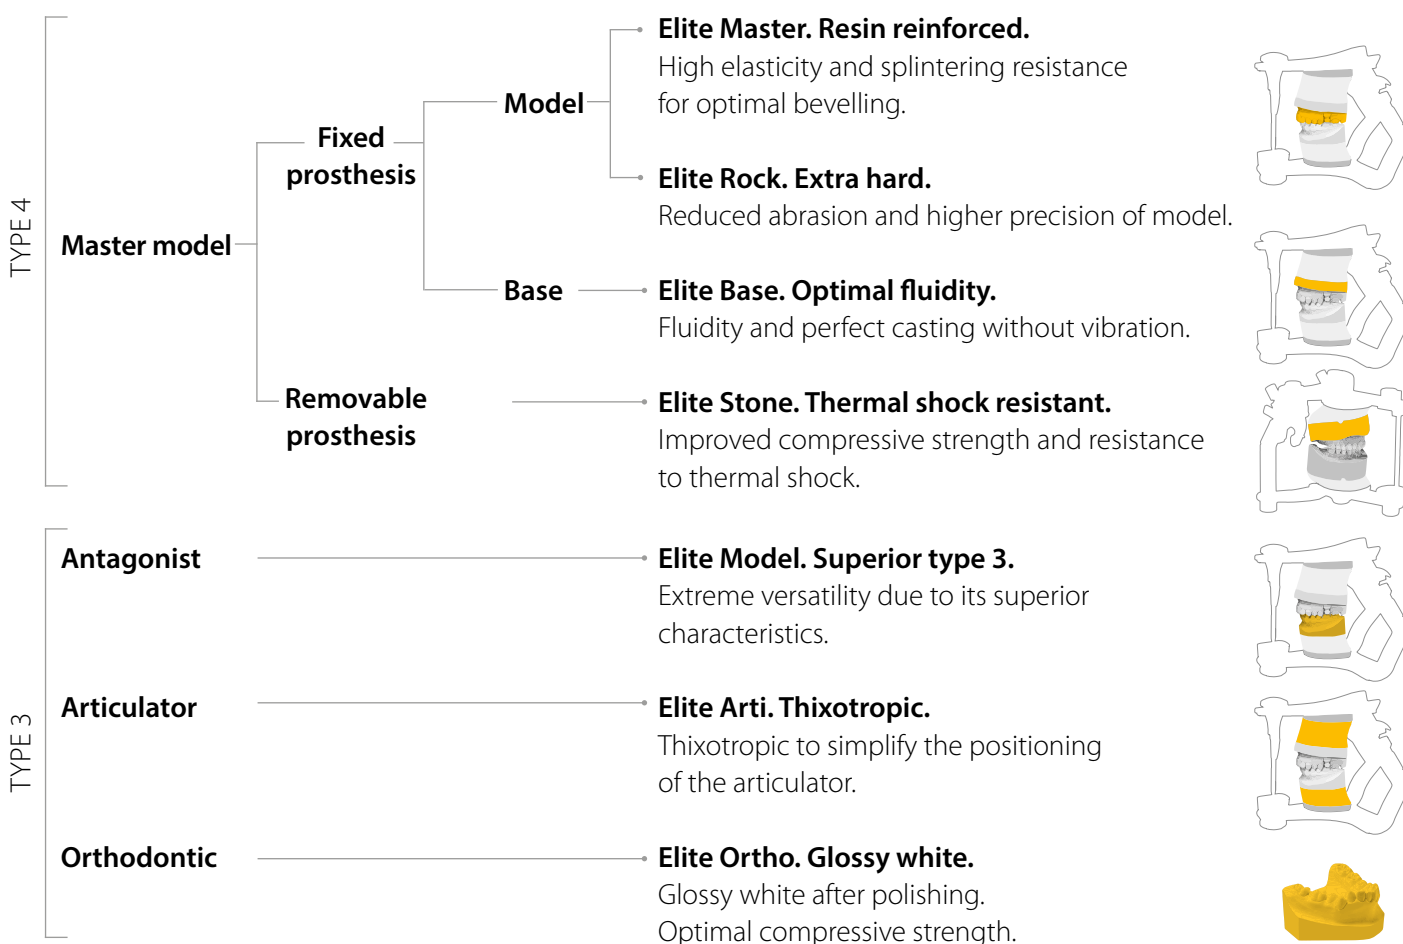 TYPE 4
Master model
Fixed
prosthesis
Model
Elite Master. Resin reinforced.
High elasticity and splintering resistance
for optimal bevelling.
Elite Rock. Extra hard.
Reduced abrasion and higher precision of model.
Base
Elite Base. Optimal fluidity.
Fluidity and perfect casting without vibration.
Removable
prosthesis
Elite Stone. Thermal shock resistant.
Improved compressive strength and resistance
to thermal shock.
TYPE 3
Antagonist
Elite Model. Superior type 3.
Extreme versatility due to its superior
characteristics.
Articulator
Elite Arti. Thixotropic.
Thixotropic to simplify the positioning
of the articulator.
Orthodontic
Elite Ortho. Glossy white.
Glossy white after polishing.
Optimal compressive strength.